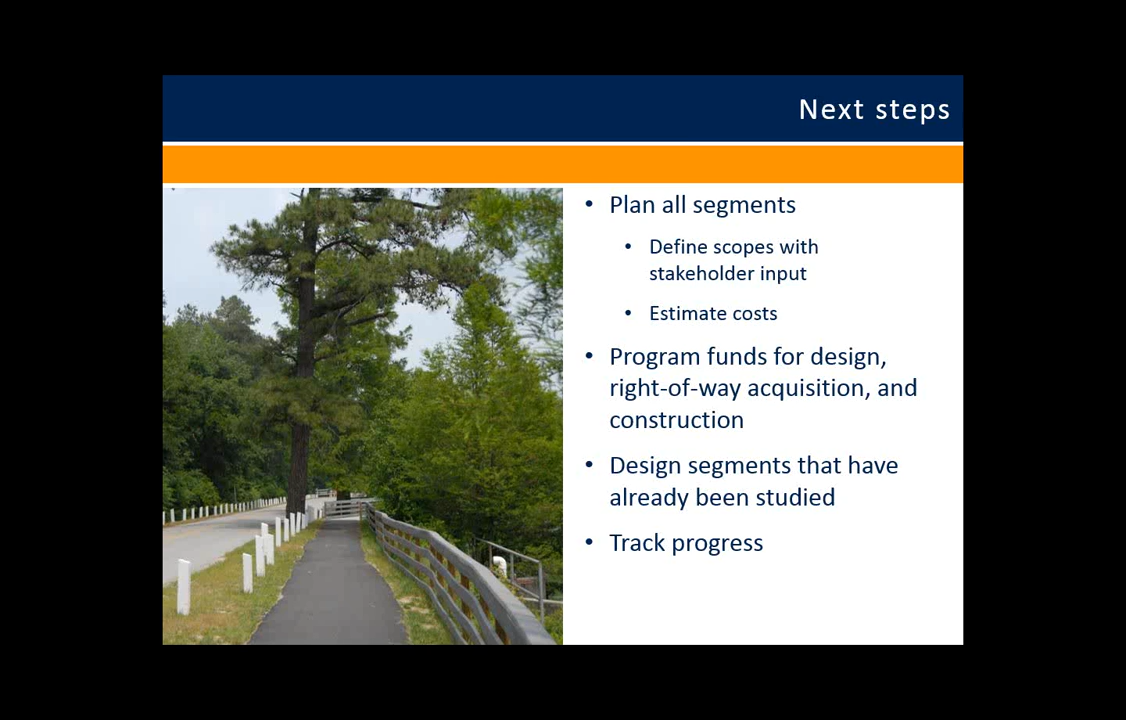 Next steps
• Plan all segments
• Define scopes with
stakeholder input
• Estimate costs
• Program funds for design,
right-of-way acquisition, and
construction
• Design segments that have
already been studied
• Track progress